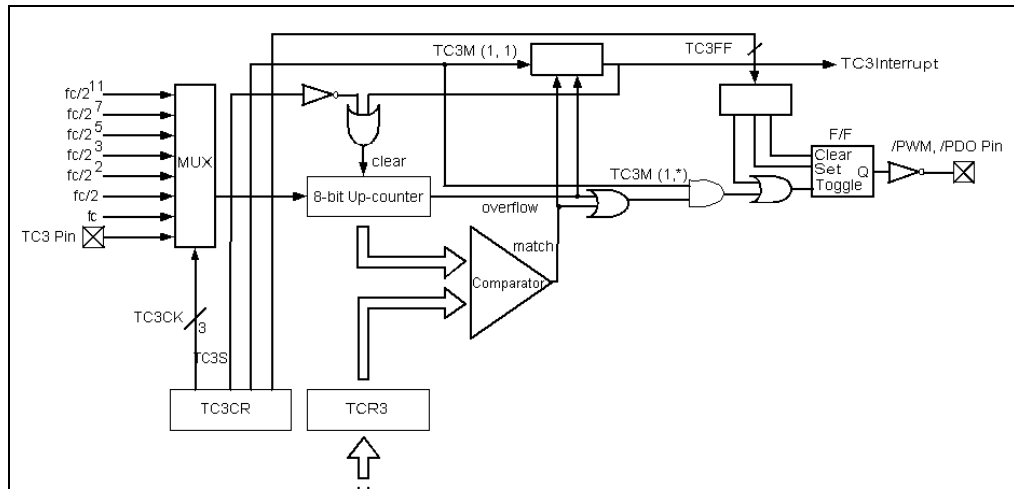 TC3FF
TC3M (1, 1)
TC3Interrupt
fc/2^11
fc/2^7
fc/2^5
fc/2^3
fc/2^2
fc/2
fc
TC3 Pin
MUX
clear
8-bit Up-counter
overflow
TC3M (1,*)
F/F
Clear
Set
Toggle
Q
/PWM, /PDO Pin
match
Comparator
TC3CK
3
TC3S
TC3CR
TCR3